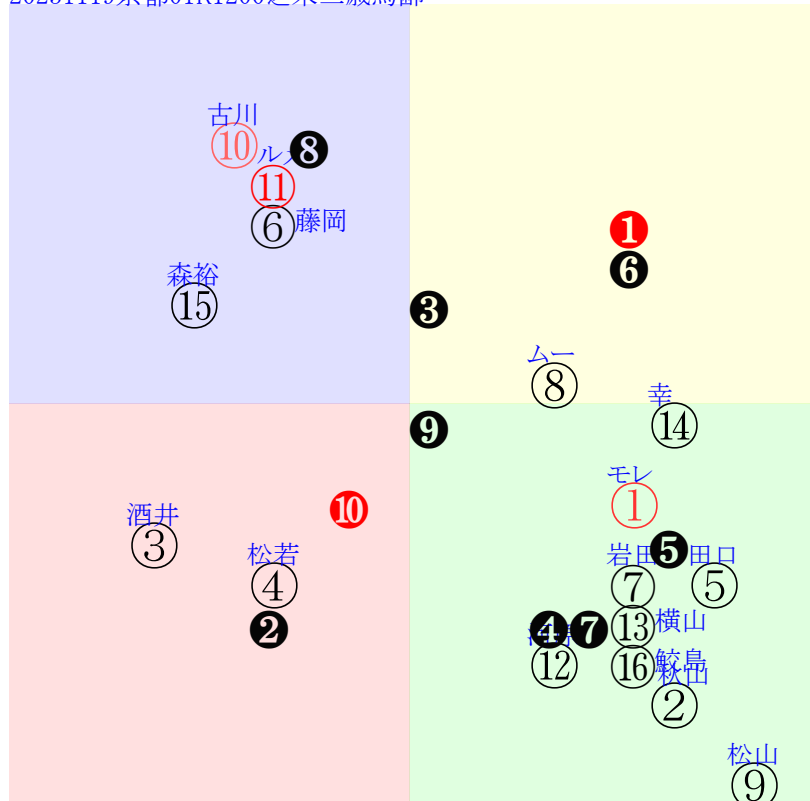 古川
⑩
ル
❽
⑪
⑥
藤岡
❶
❻
森裕
⑮
❸
ムー
⑧
幸
⑭
❾
モレ
①
❿
酒井
③
松若
④
岩田
❺
田口
⑦
⑤
❷
❹
❼
⑬
横山
⑫
⑯
鮫島
秋山
②
松山
⑨